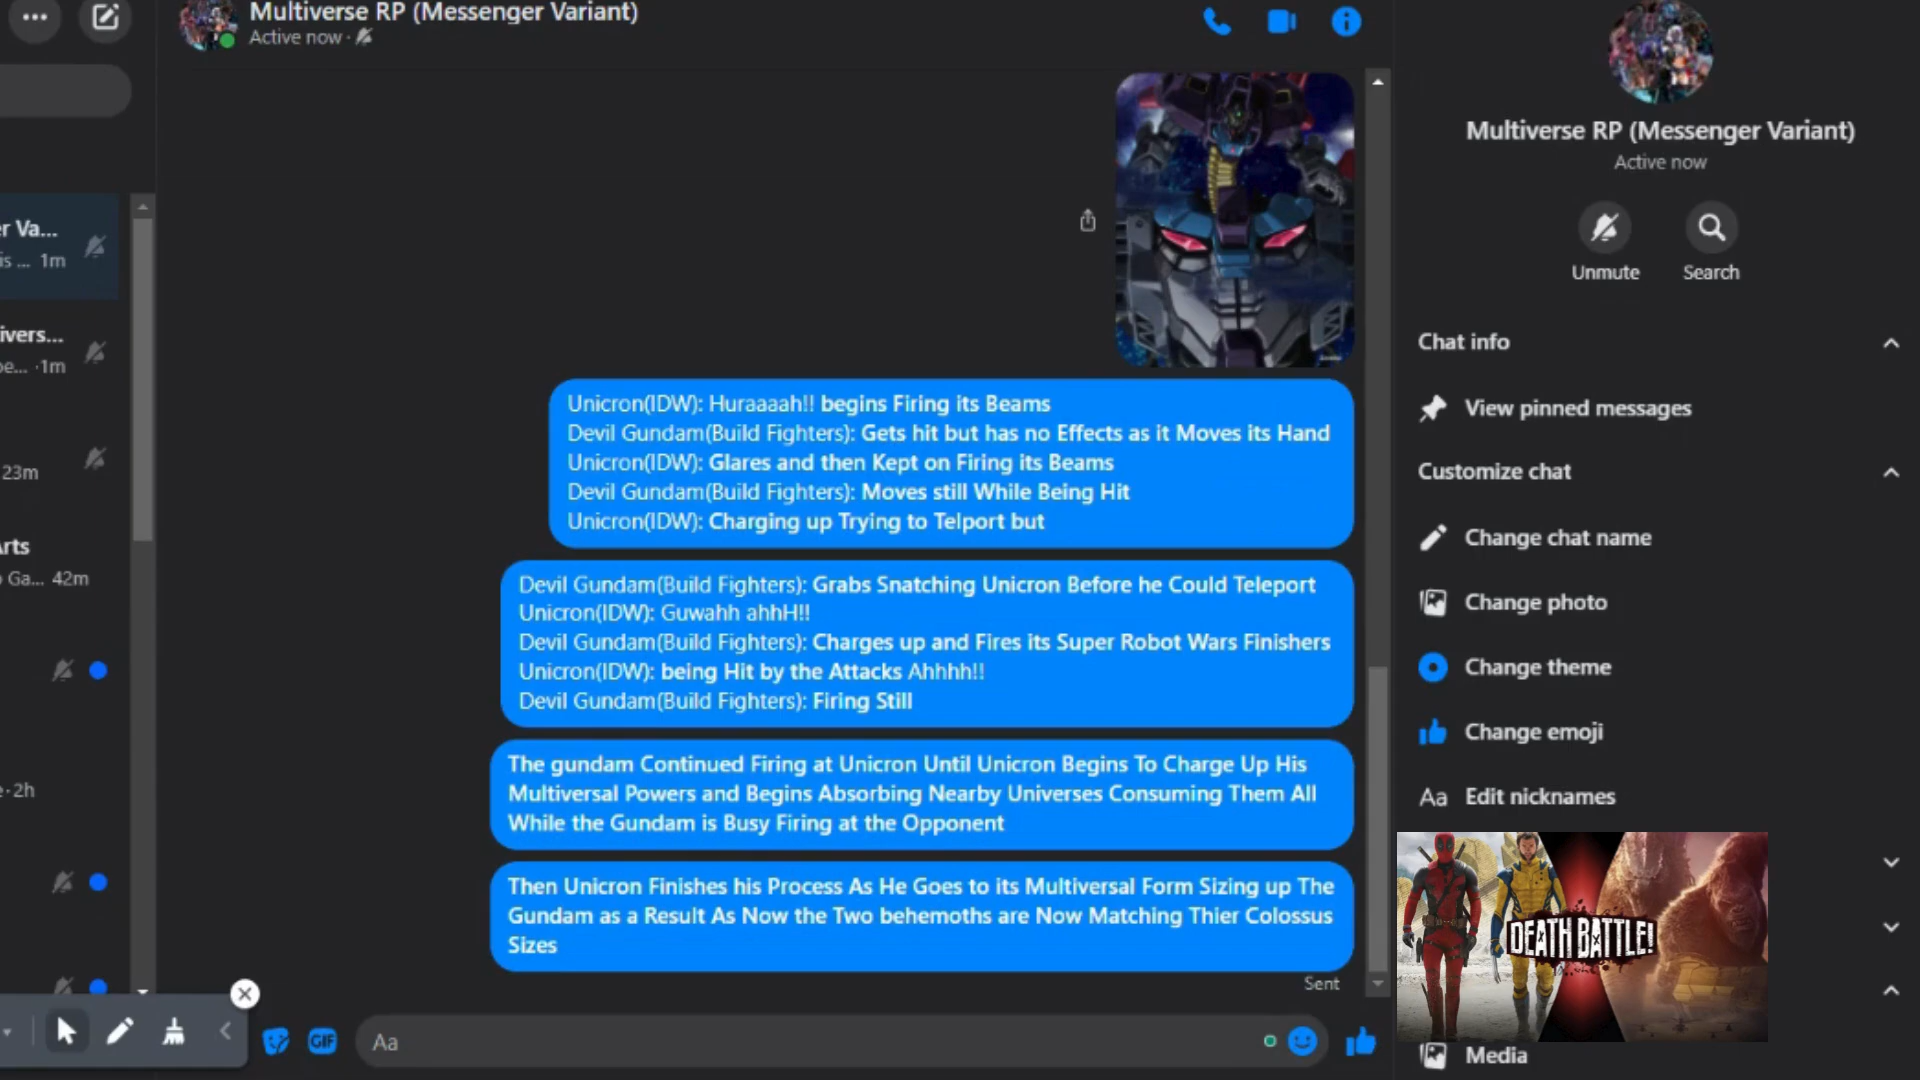 Multiverse RP (Messenger Variant)
Active now ·
er Va...
is ... 1m
ivers...
oe... · 1m
23m
Arts
o Ga... 42m
e · 2h
Unicron(IDW): Huraaaah!! begins Firing its Beams
Devil Gundam(Build Fighters): Gets hit but has no Effects as it Moves its Hand
Unicron(IDW): Glares and then Kept on Firing its Beams
Devil Gundam(Build Fighters): Moves still While Being Hit
Unicron(IDW): Charging up Trying to Telport but
Devil Gundam(Build Fighters): Grabs Snatching Unicron Before he Could Teleport
Unicron(IDW): Guwahh ahhH!!
Devil Gundam(Build Fighters): Charges up and Fires its Super Robot Wars Finishers
Unicron(IDW): being Hit by the Attacks Ahhhh!!
Devil Gundam(Build Fighters): Firing Still
The gundam Continued Firing at Unicron Until Unicron Begins To Charge Up His
Multiversal Powers and Begins Absorbing Nearby Universes Consuming Them All
While the Gundam is Busy Firing at the Opponent
Then Unicron Finishes his Process As He Goes to its Multiversal Form Sizing up The
Gundam as a Result As Now the Two behemoths are Now Matching Thier Colossus
Sizes
Sent
GIF
Aa
Multiverse RP (Messenger Variant)
Active now
Unmute
Search
Chat info
View pinned messages
Customize chat
Change chat name
Change photo
Change theme
Change emoji
Aa Edit nicknames
DEATH BATTLE!
Media